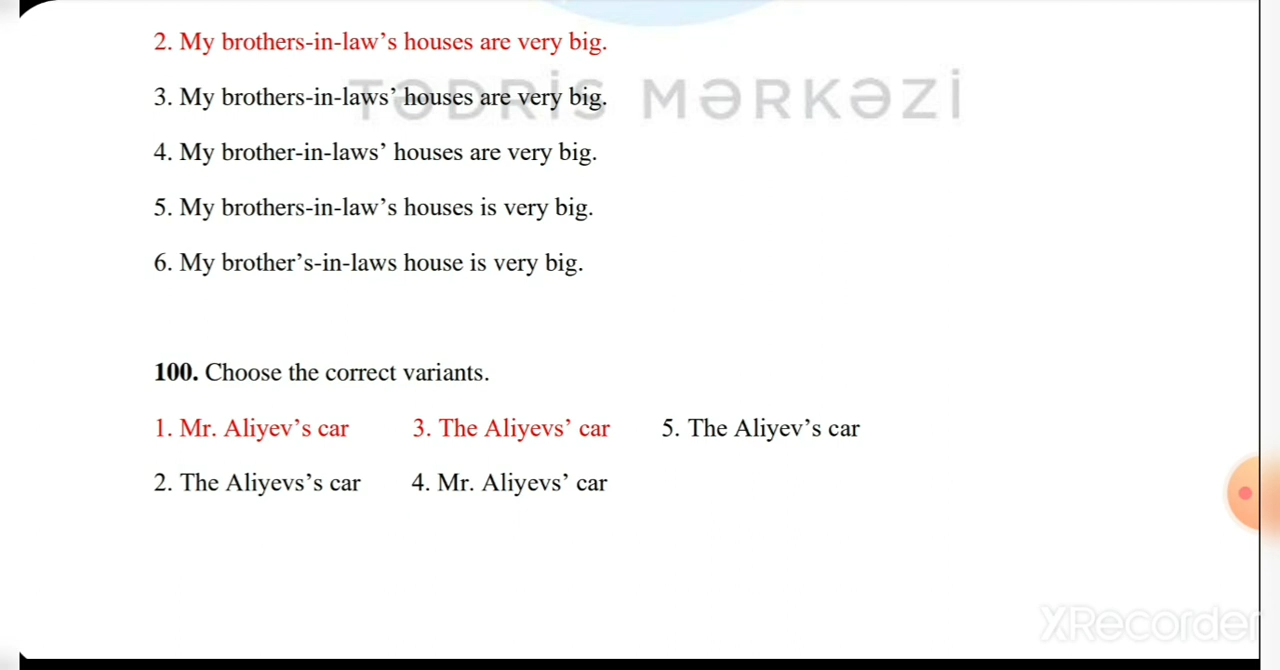 2. My brothers-in-law’s houses are very big.
TƏDRİS MƏRKƏZİ
3. My brothers-in-laws’ houses are very big.
4. My brother-in-laws’ houses are very big.
5. My brothers-in-law’s houses is very big.
6. My brother’s-in-laws house is very big.
100. Choose the correct variants.
1. Mr. Aliyev’s car 3. The Aliyevs’ car 5. The Aliyev’s car
2. The Aliyevs’s car 4. Mr. Aliyevs’ car
XRecorder